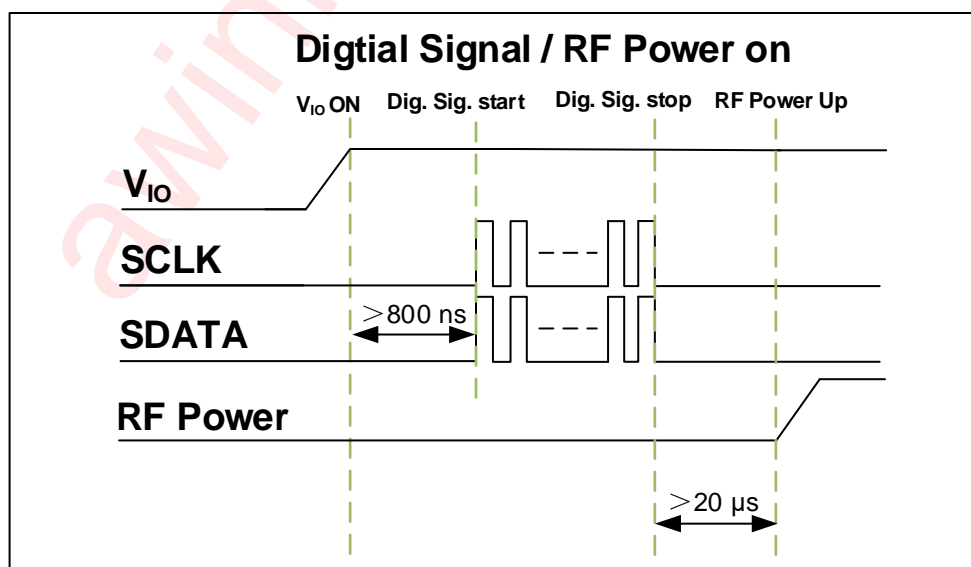 Digtial Signal / RF Power on
VIO ON Dig. Sig. start Dig. Sig. stop RF Power Up
VIO
SCLK
>800 ns
SDATA
RF Power
>20 µs
awin